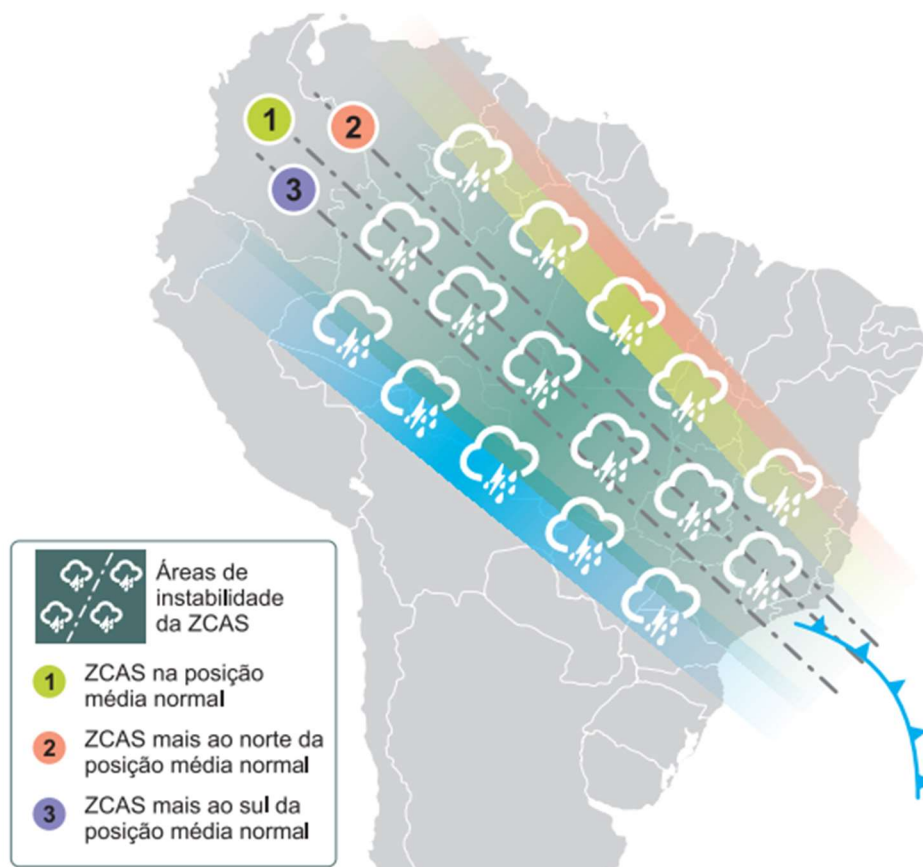 1
2
3
Áreas de
instabilidade
da ZCAS
1
ZCAS na posição
média normal
2
ZCAS mais ao norte da
posição média normal
3
ZCAS mais ao sul da
posição média normal